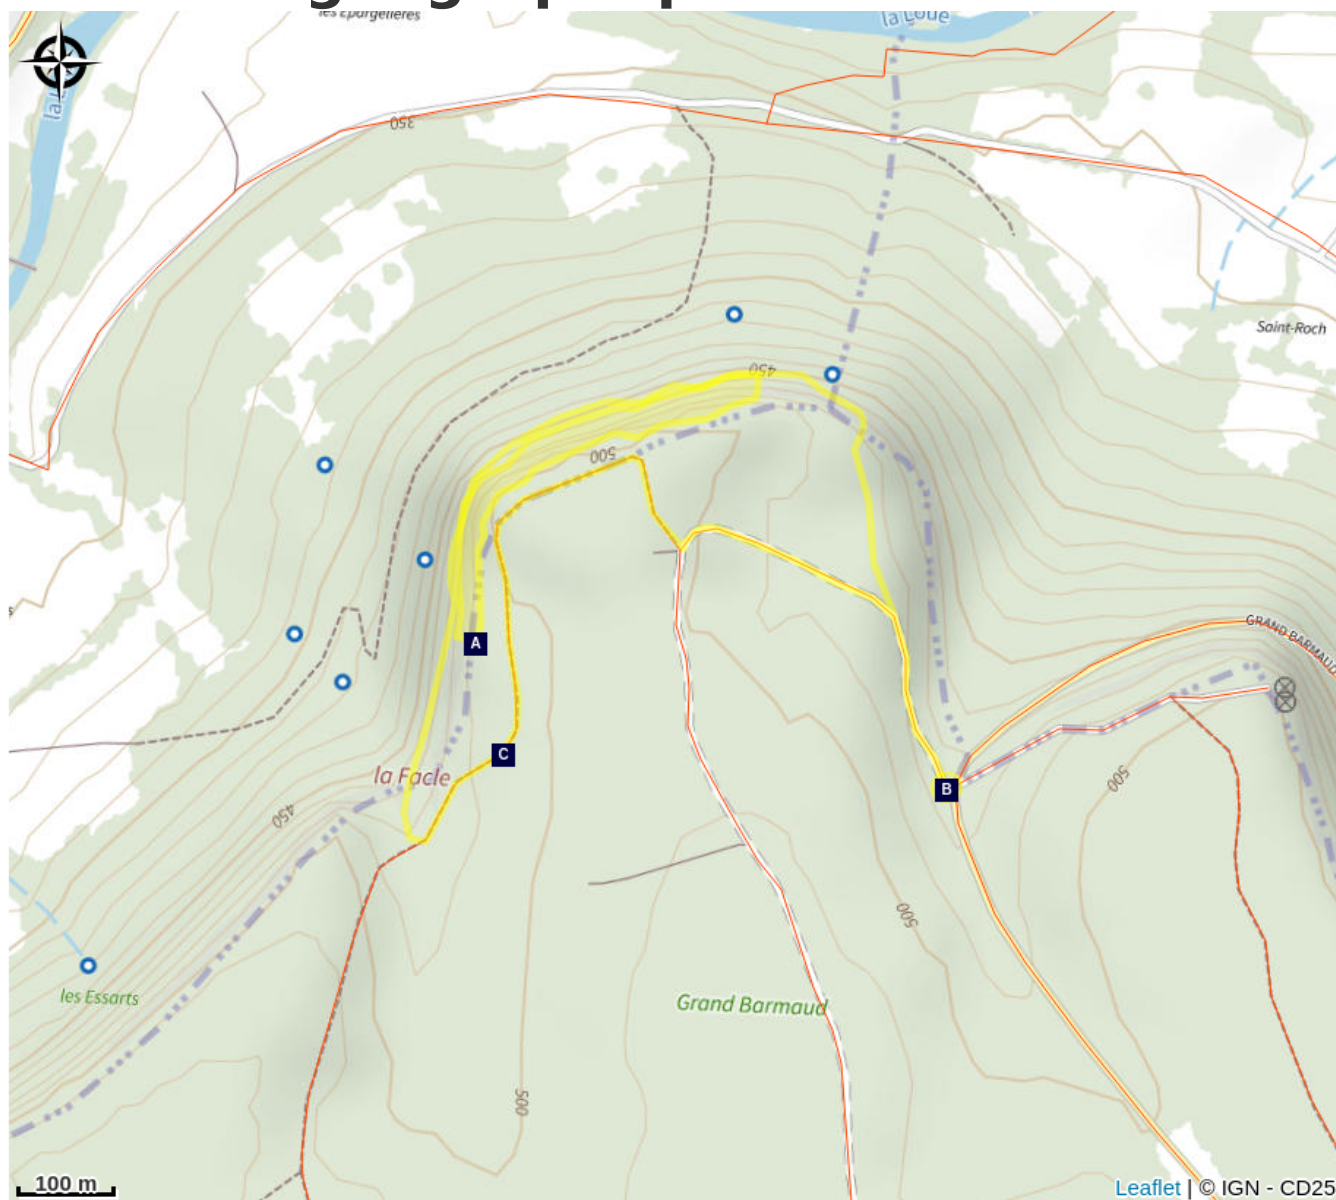 les Epargelières
la Loue
350
Saint-Roch
450
500
GRAND BARMAUD
A
C
la Facle
B
450
500
500
les Essarts
Grand Barmaud
500
100 m
Leaflet | © IGN - CD25